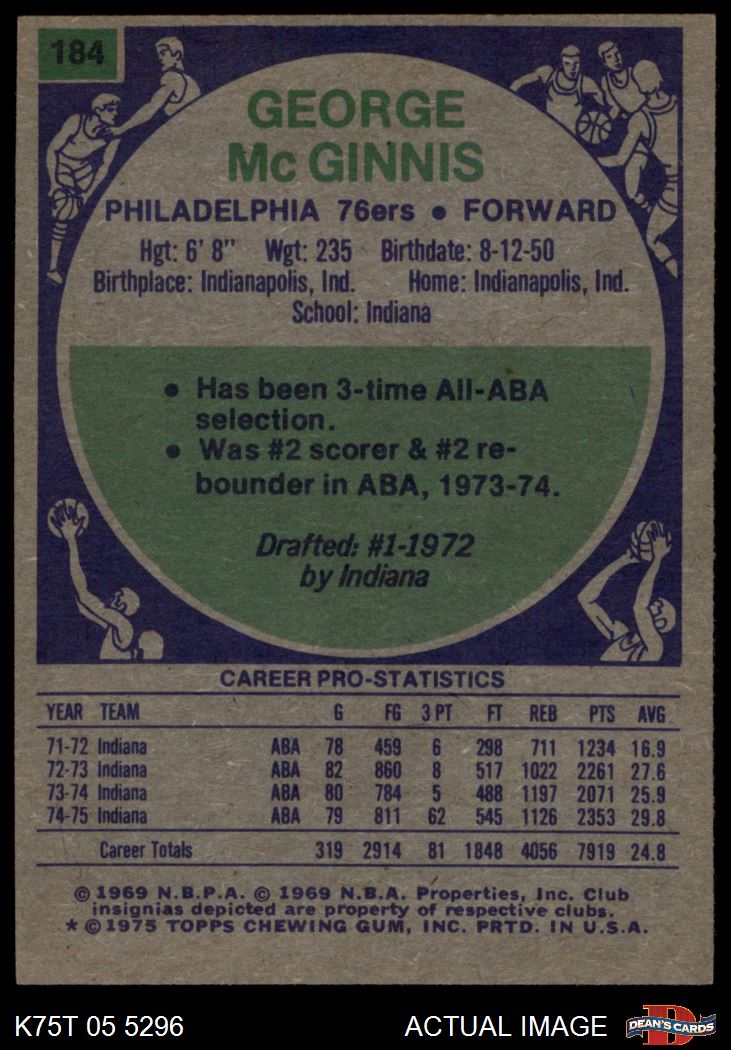 184
GEORGE
Mc GINNIS
PHILADELPHIA 76ers • FORWARD
Hgt: 6' 8" Wgt: 235 Birthdate: 8-12-50
Birthplace: Indianapolis, Ind. Home: Indianapolis, Ind.
School: Indiana
• Has been 3-time All-ABA
selection.
• Was #2 scorer & #2 re-
bounder in ABA, 1973-74.
Drafted: #1-1972
by Indiana
CAREER PRO-STATISTICS
YEAR TEAM G FG 3 PT FT REB PTS AVG
71-72 Indiana ABA 78 459 6 298 711 1234 16.9
72-73 Indiana ABA 82 860 8 517 1022 2261 27.6
73-74 Indiana ABA 80 784 5 488 1197 2071 25.9
74-75 Indiana ABA 79 811 62 545 1126 2353 29.8
Career Totals 319 2914 81 1848 4056 7919 24.8
© 1969 N.B.P.A. © 1969 N.B.A. Properties, Inc. Club
insignias depicted are property of respective clubs.
* © 1975 TOPPS CHEWING GUM, INC. PRTD. IN U.S.A.
K75T 05 5296 ACTUAL IMAGE
D
DEAN'S CARDS